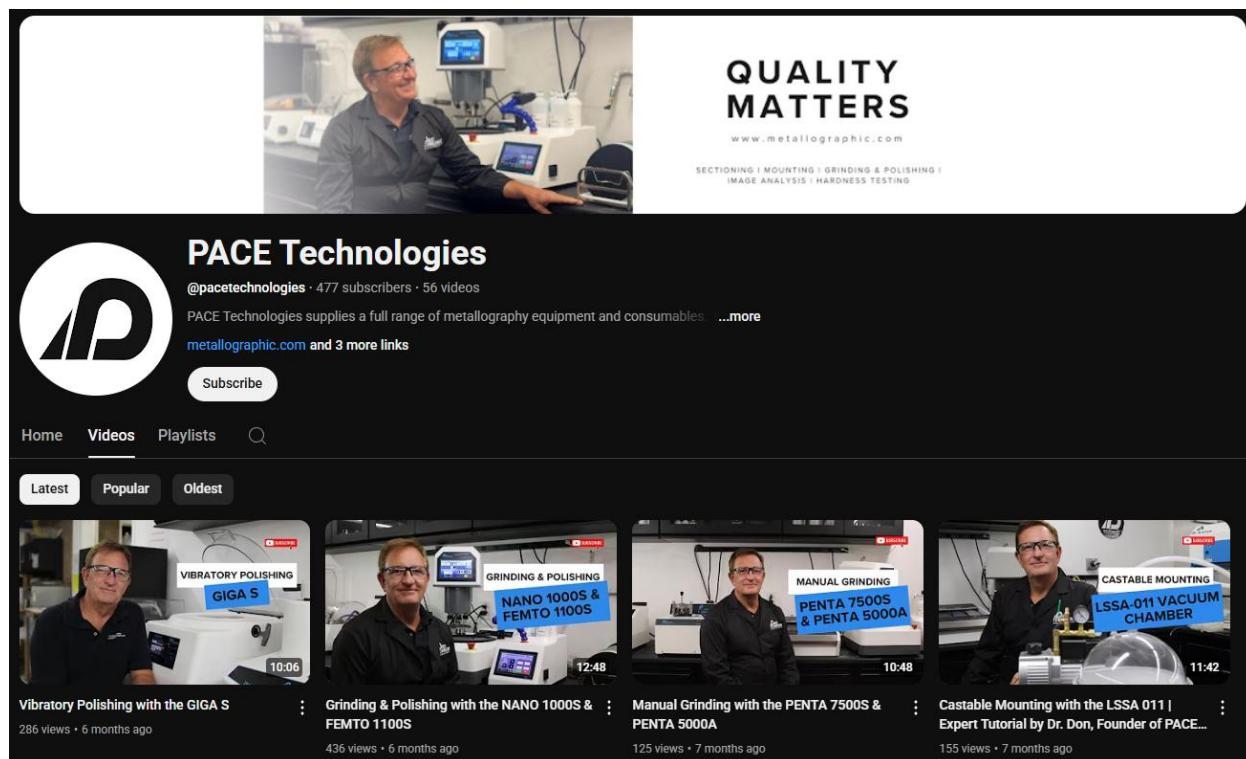 QUALITY
MATTERS
www.metallographic.com
SECTIONING | MOUNTING | GRINDING & POLISHING |
IMAGE ANALYSIS | HARDNESS TESTING
PACE Technologies
@pacetechnologies · 477 subscribers · 56 videos
PACE Technologies supplies a full range of metallography equipment and consumables. ...more
metallographic.com and 3 more links
Subscribe
Home Videos Playlists
Latest Popular Oldest
SUBSCRIBE
VIBRATORY POLISHING
GIGA S
10:06
SUBSCRIBE
GRINDING & POLISHING
NANO 1000S &
FEMTO 1100S
12:48
SUBSCRIBE
MANUAL GRINDING
PENTA 7500S
& PENTA 5000A
10:48
SUBSCRIBE
CASTABLE MOUNTING
LSSA-011 VACUUM
CHAMBER
11:42
Vibratory Polishing with the GIGA S
286 views • 6 months ago
Grinding & Polishing with the NANO 1000S &
FEMTO 1100S
436 views • 6 months ago
Manual Grinding with the PENTA 7500S &
PENTA 5000A
125 views • 7 months ago
Castable Mounting with the LSSA 011 |
Expert Tutorial by Dr. Don, Founder of PACE...
155 views • 7 months ago